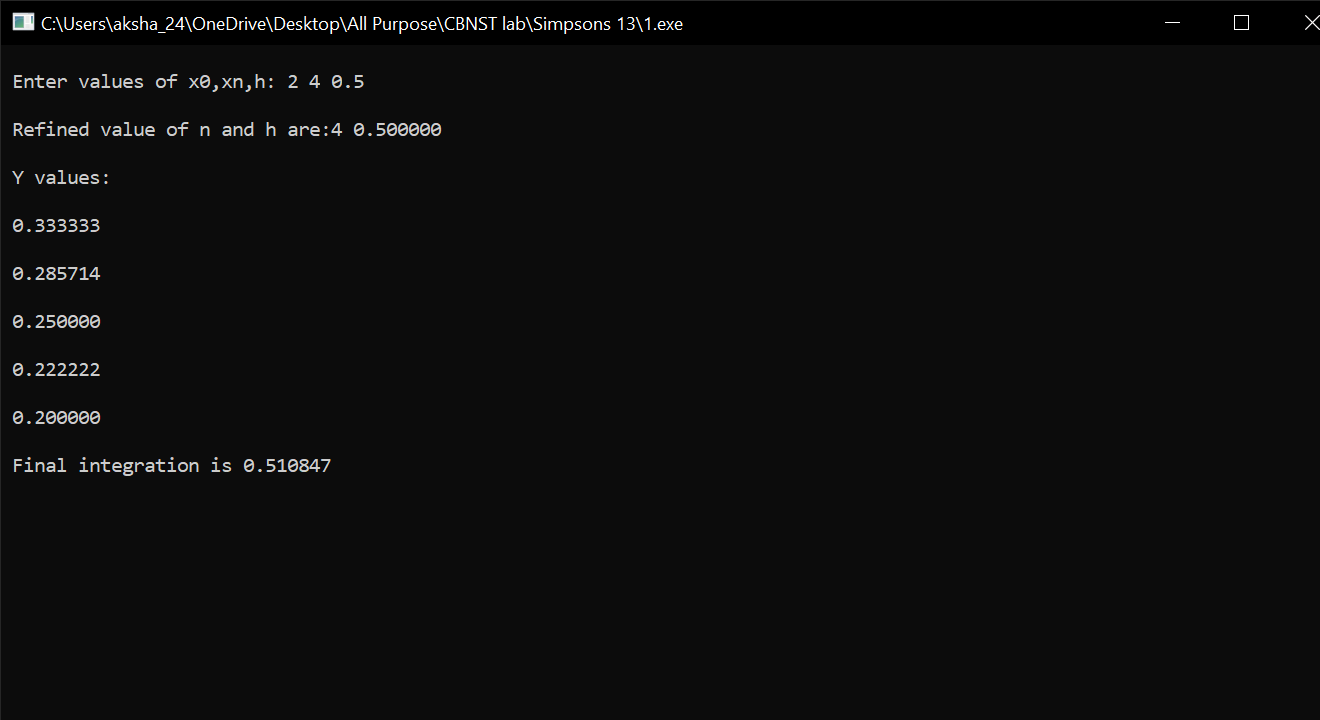 C:\Users\aksha_24\OneDrive\Desktop\All Purpose\CBNST lab\Simpsons 13\1.exe
Enter values of x0,xn,h: 2 4 0.5
Refined value of n and h are:4 0.500000
Y values:
0.333333
0.285714
0.250000
0.222222
0.200000
Final integration is 0.510847